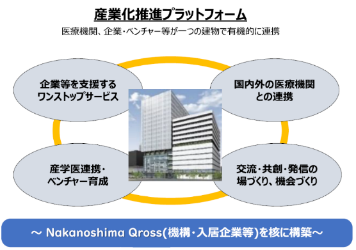 産業化推進プラットフォーム
医療機関、企業・ベンチャー等が一つの建物で有機的に連携
企業等を支援する
ワンストップサービス
国内外の医療機関
との連携
産学医連携・
ベンチャー育成
交流・共創・発信の
場づくり、機会づくり
～ Nakanoshima Qross(機構・入居企業等)を核に構築～